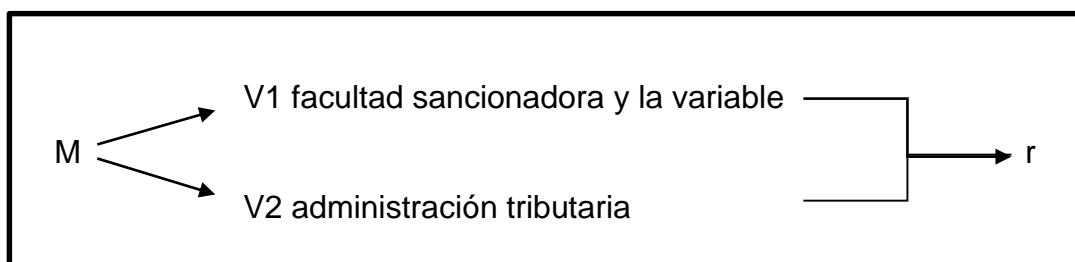 V1 facultad sancionadora y la variable
M
r
V2 administración tributaria